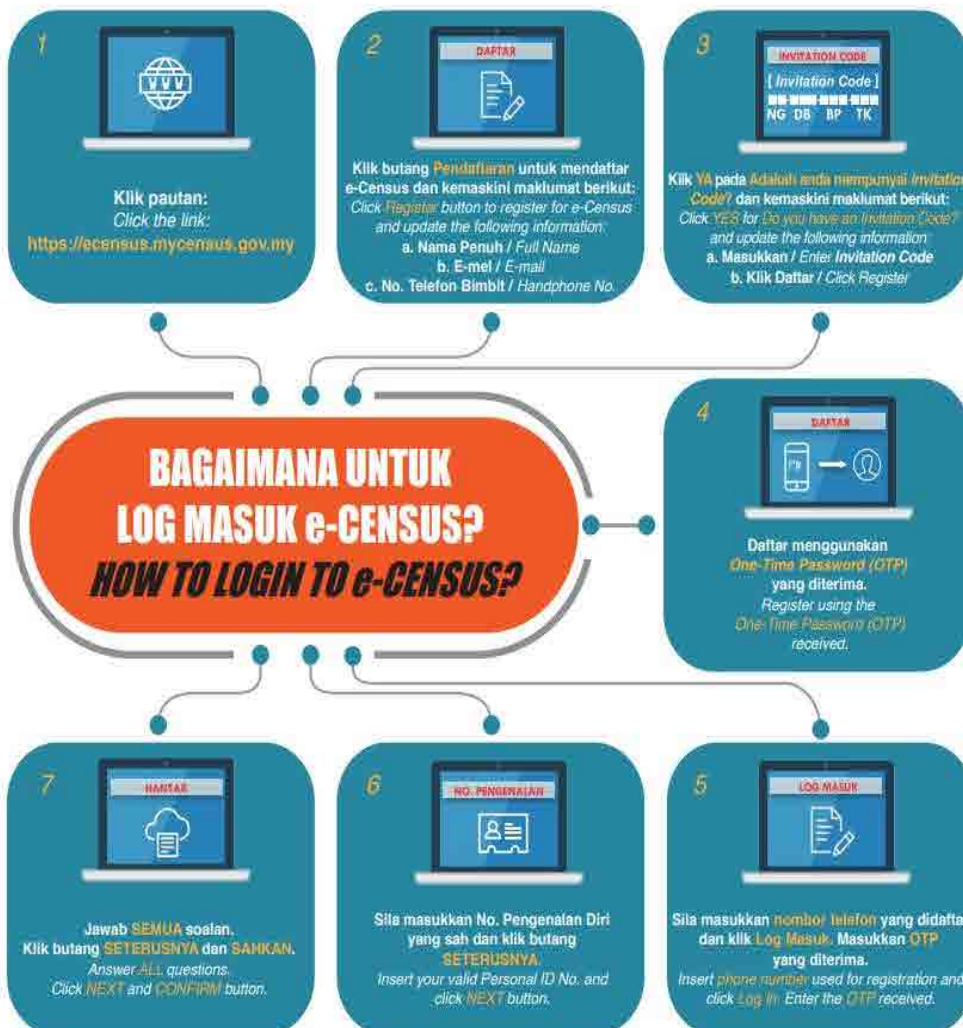 1
WWW
Klik pautan:
Click the link:
https://ecensus.mycensus.gov.my
2
DAFTAR
Klik butang Pendaftaran untuk mendaftar
e-Census dan kemaskini maklumat berikut:
Click Register button to register for e-Census
and update the following information:
a. Nama Penuh / Full Name
b. E-mel / E-mail
c. No. Telefon Bimbit / Handphone No.
3
INVITATION CODE
[ Invitation Code ]
NG DB BP TK
Klik YA pada Adakah anda mempunyai Invitation
Code? dan kemaskini maklumat berikut:
Click YES for Do you have an Invitation Code?
and update the following information
a. Masukkan / Enter Invitation Code
b. Klik Daftar / Click Register
BAGAIMANA UNTUK
LOG MASUK e-CENSUS?
HOW TO LOGIN TO e-CENSUS?
4
DAFTAR
Daftar menggunakan
One-Time Password (OTP)
yang diterima.
Register using the
One-Time Password (OTP)
received.
5
LOG MASUK
Sila masukkan nombor telefon yang didafta
dan klik Log Masuk. Masukkan OTP
yang diterima.
Insert phone number used for registration and
click Log In. Enter the OTP received.
6
NO. PENGENALAN
Sila masukkan No. Pengenalan Diri
yang sah dan klik butang
SETERUSNYA.
Insert your valid Personal ID No. and
click NEXT button.
7
HANTAR
Jawab SEMUA soalan.
Klik butang SETERUSNYA dan SAHKAN.
Answer ALL questions.
Click NEXT and CONFIRM button.